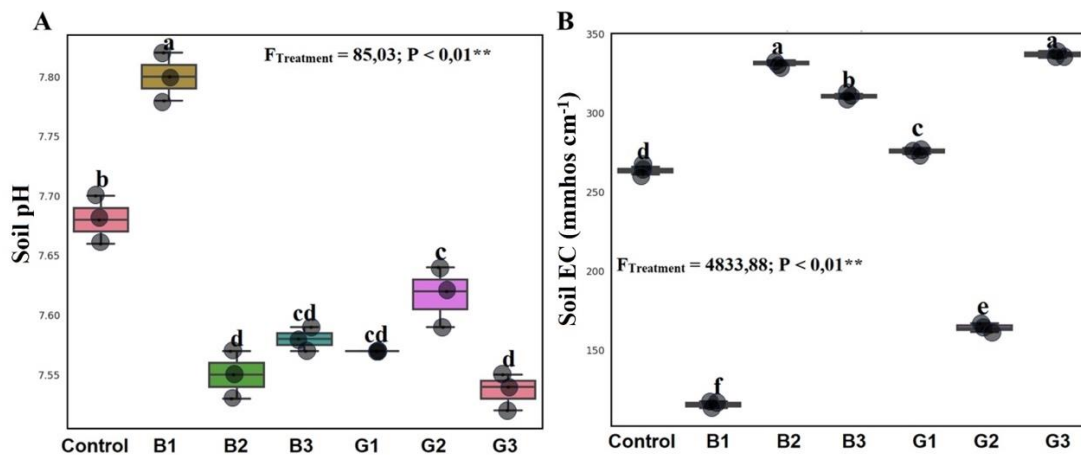 A
a
F Treatment = 85,03; P < 0,01**
7.80
7.75
b
7.70
7.65
c
7.60
cd
cd
d
d
7.55
Soil pH
Control B1 B2 B3 G1 G2 G3
B
350
a
a
b
300
c
d
250
F Treatment = 4833,88; P < 0,01**
200
e
150
f
Soil EC (mmhos cm-1)
Control B1 B2 B3 G1 G2 G3